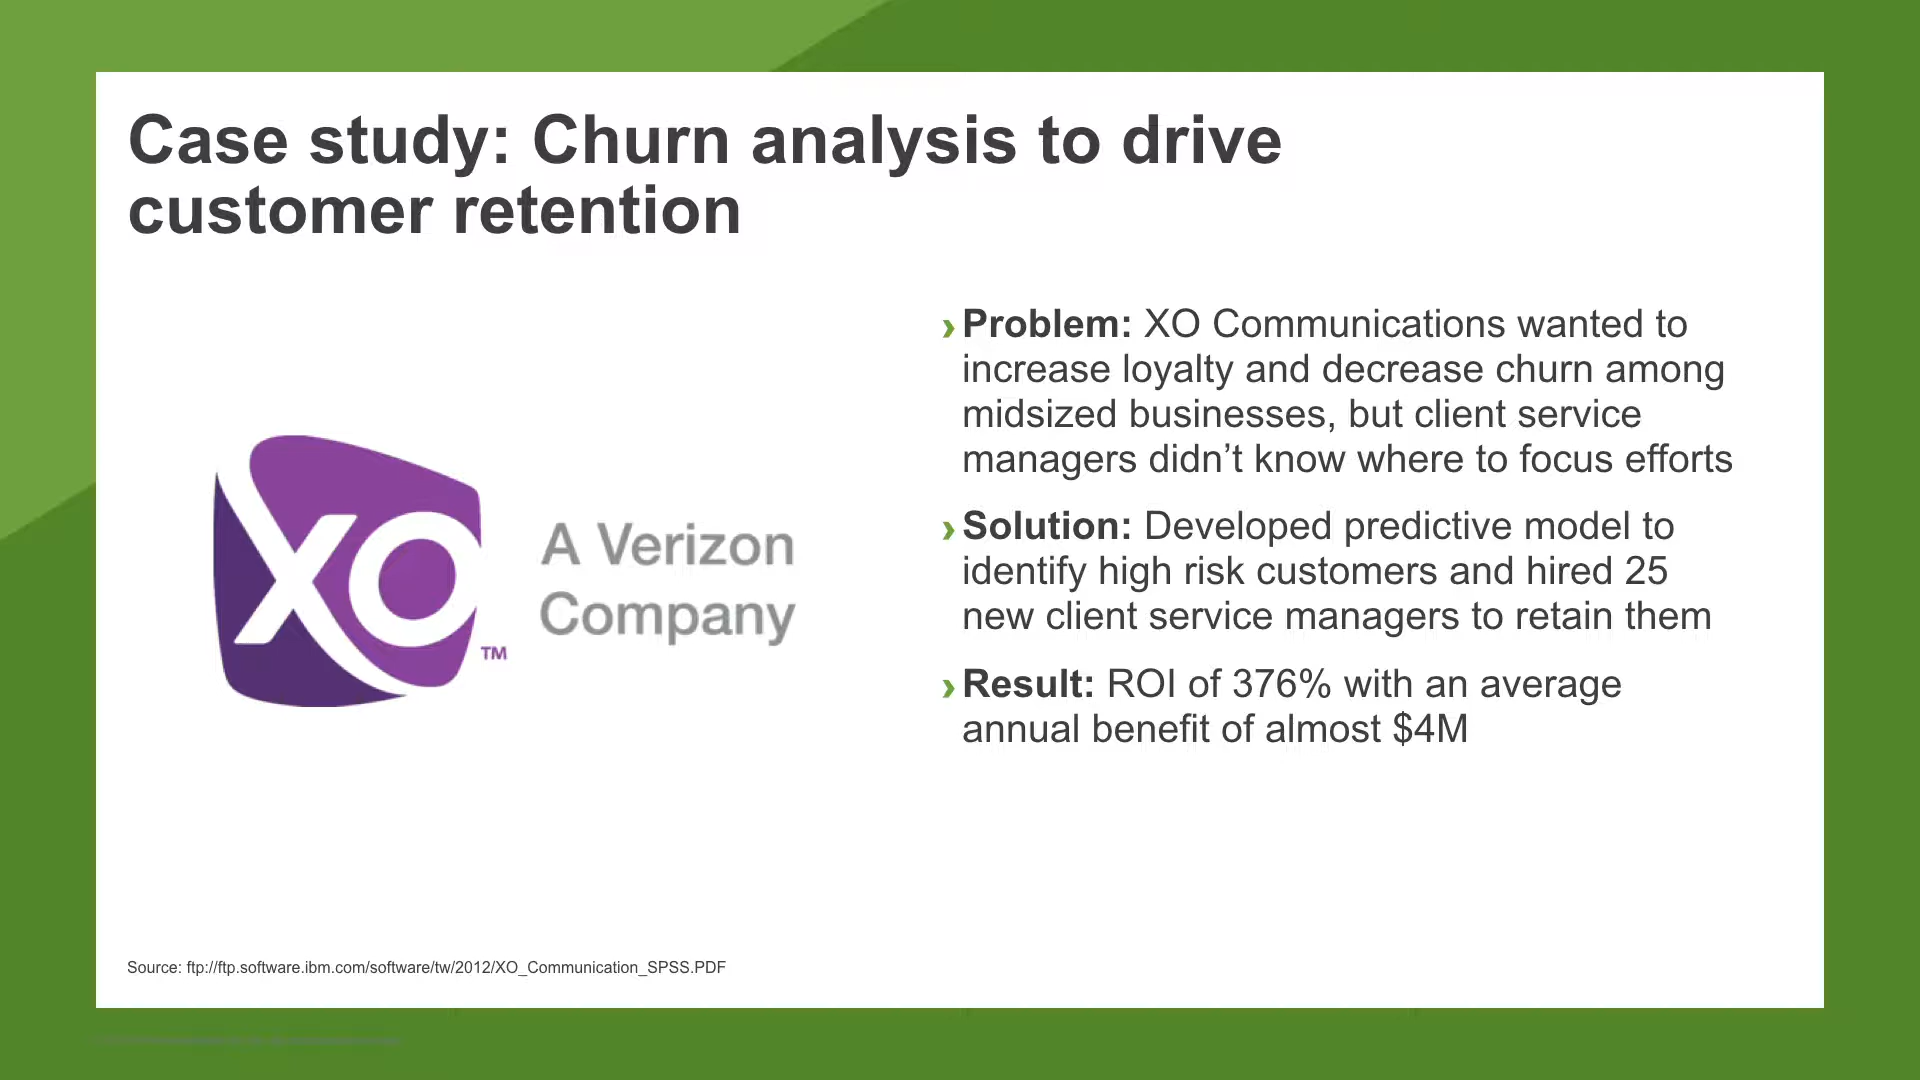 Case study: Churn analysis to drive
customer retention
XO
TM
A Verizon
Company
› Problem: XO Communications wanted to
increase loyalty and decrease churn among
midsized businesses, but client service
managers didn’t know where to focus efforts
› Solution: Developed predictive model to
identify high risk customers and hired 25
new client service managers to retain them
› Result: ROI of 376% with an average
annual benefit of almost $4M
Source: ftp://ftp.software.ibm.com/software/tw/2012/XO_Communication_SPSS.PDF